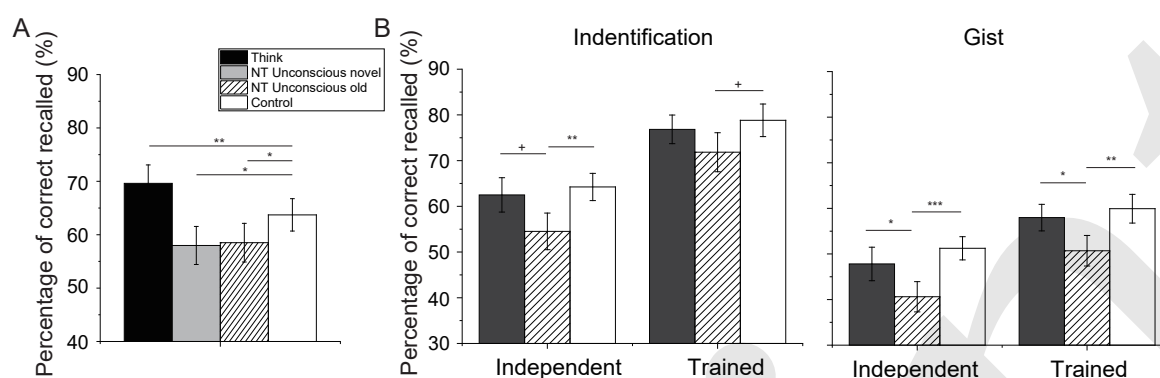 A
Percentage of correct recalled (%)
90
80
70
60
50
40
Think
NT Unconscious novel
NT Unconscious old
Control
**
*
*
B
Indentification
Percentage of correct recalled (%)
90
80
70
60
50
40
30
+
**
+
Independent
Trained
Gist
*
***
*
**
Independent
Trained